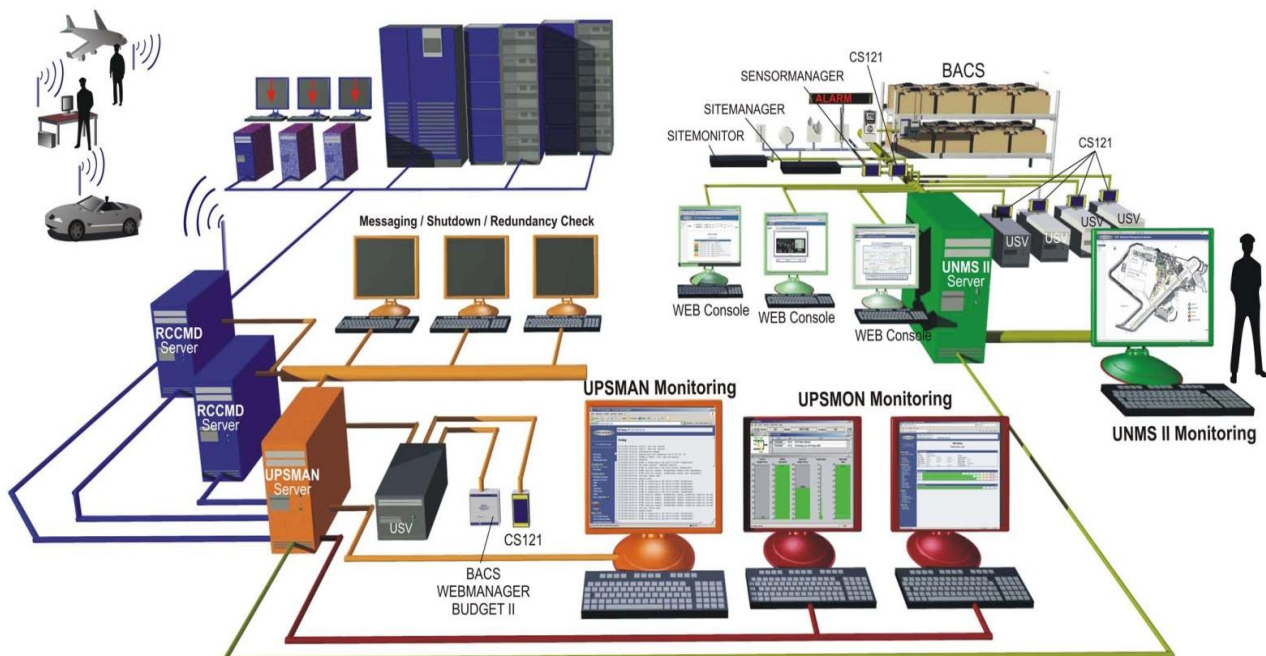 CS121
SENSORMANAGER
BACS
ALARM
SITEMANAGER
SITEMONITOR
CS121
USV
USV
USV
USV
Messaging / Shutdown / Redundancy Check
UNMS II
Server
WEB Console
WEB Console
WEB Console
RCCMD
Server
RCCMD
Server
UPSMAN Monitoring
UPSMON Monitoring
UNMS II Monitoring
UPSMAN
Server
USV
CS121
BACS
WEBMANAGER
BUDGET II